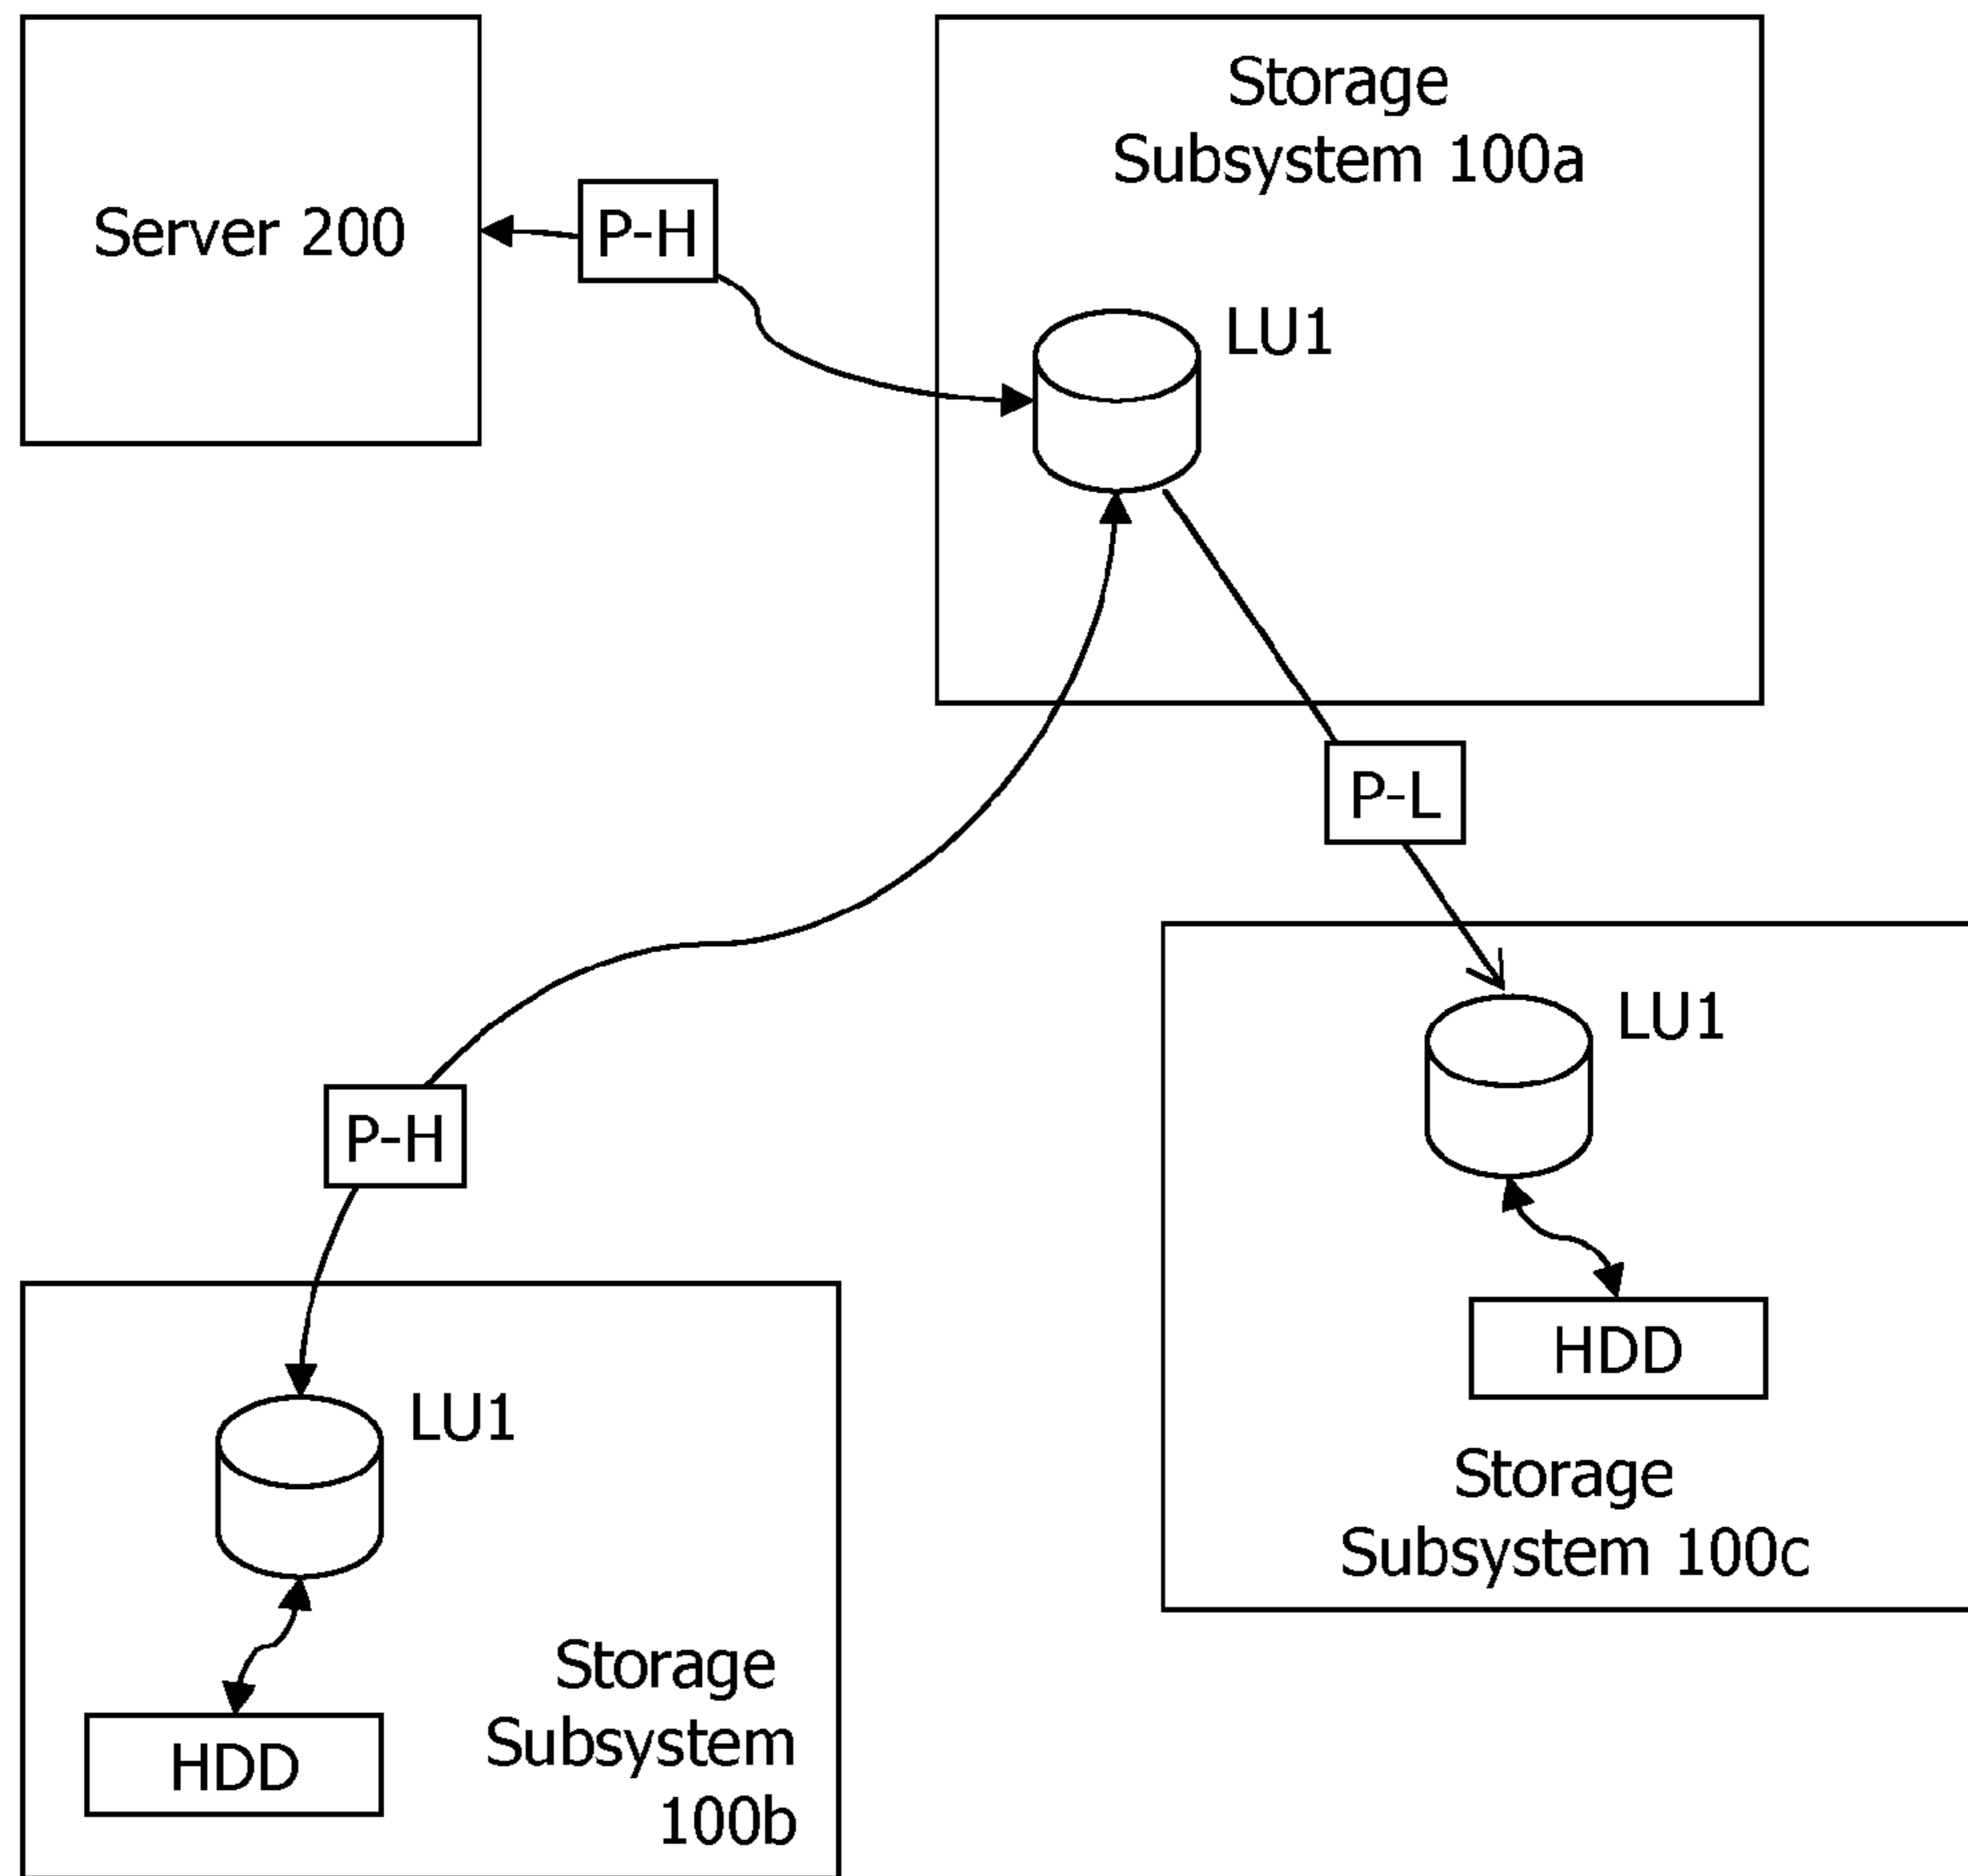 Storage
Subsystem 100a
Server 200
P-H
LU1
P-L
LU1
P-H
HDD
LU1
Storage
Subsystem 100c
Storage
Subsystem
100b
HDD